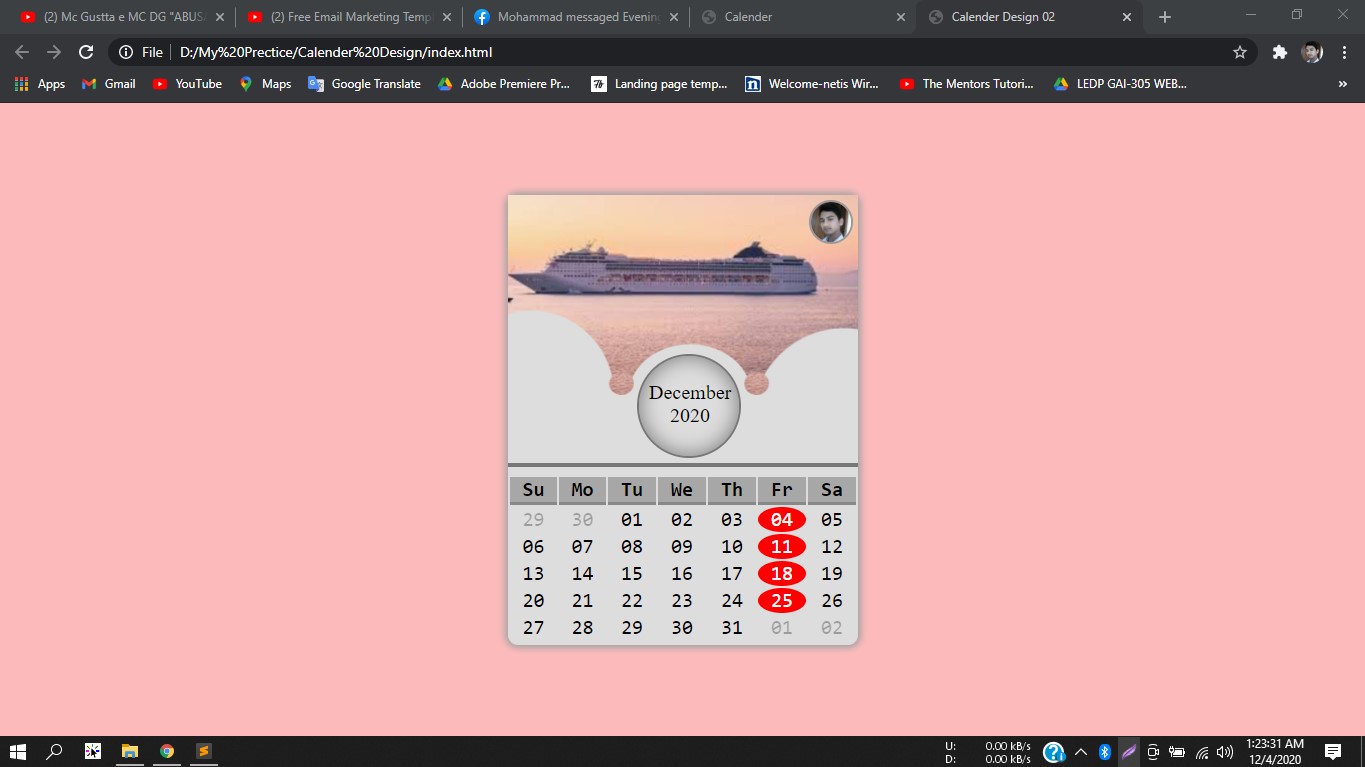 (2) Mc Gustta e MC DG "ABUSA
(2) Free Email Marketing Temp
Mohammad messaged Evening
Calender
Calender Design 02
File
D:/My%20Prectice/Calender%20Design/index.html
Apps
Gmail
YouTube
Maps
Google Translate
Adobe Premiere Pr...
Landing page temp...
Welcome-netis Wir...
The Mentors Tutori...
LEDP GAI-305 WEB...
»
December
2020
Su Mo Tu We Th Fr Sa
29 30 01 02 03 04 05
06 07 08 09 10 11 12
13 14 15 16 17 18 19
20 21 22 23 24 25 26
27 28 29 30 31 01 02
U: 0.00 kB/s
D: 0.00 kB/s
1:23:31 AM
12/4/2020